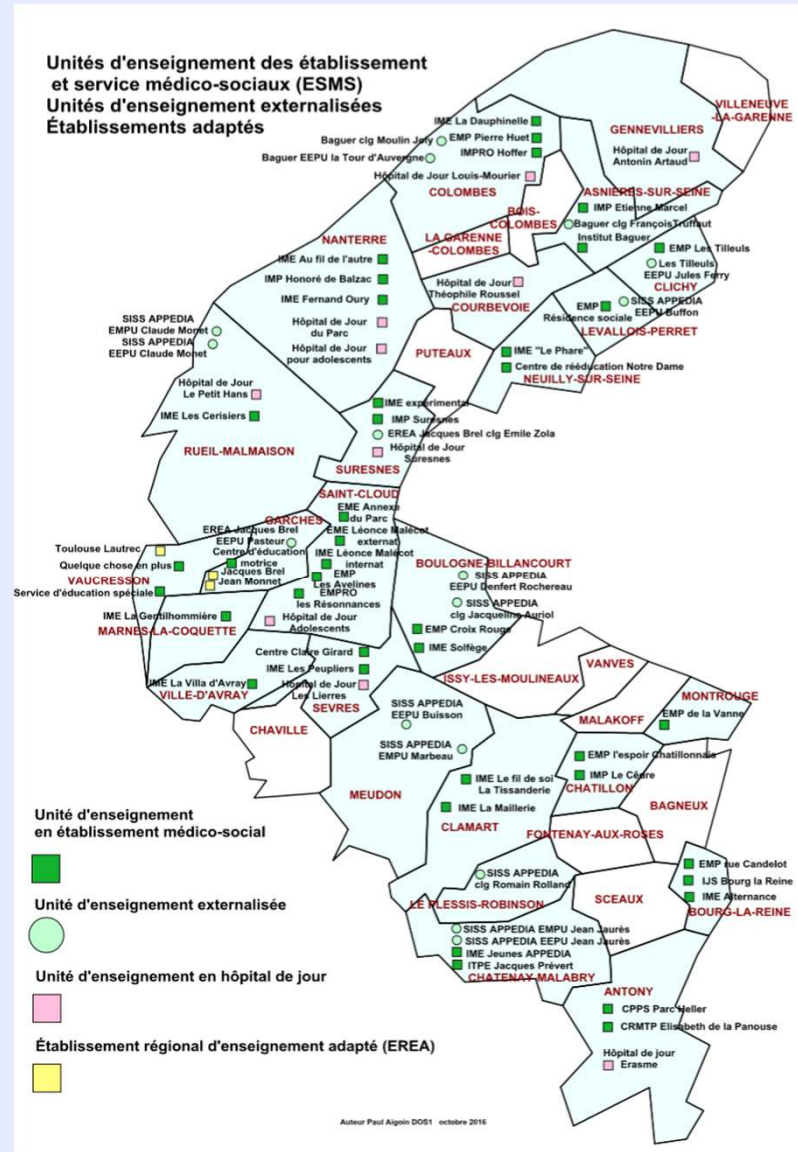 Unités d'enseignement des établissement
et service médico-sociaux (ESMS)
Unités d'enseignement externalisées
Établissements adaptés
VILLENEUVE
-LA-GARENNE
GENNEVILLIERS
Hôpital de Jour
Antonin Artaud
IME La Dauphinelle
EMP Pierre Huet
IMPRO Hoffer
Baguer clg Moulin Joly
Baguer EEPU la Tour d'Auvergne
Hôpital de Jour Louis-Mourier
COLOMBES
ASNIERES-SUR-SEINE
IMP Etienne Marcel
BOIS-
COLOMBES
Baguer clg François Truffaut
Institut Baguer
LA GARENNE
-COLOMBES
EMP Les Tilleuls
Les Tilleuls
EEPU Jules Ferry
CLICHY
NANTERRE
IME Au fil de l'autre
IMP Honoré de Balzac
IME Fernand Oury
Hôpital de Jour
du Parc
Hôpital de Jour
pour adolescents
Hôpital de Jour
Théophile Roussel
COURBEVOIE
SISS APPEDIA
EEPU Buffon
EMP
Résidence sociale
LEVALLOIS-PERRET
PUTEAUX
IME "Le Phare"
Centre de rééducation Notre Dame
NEUILLY-SUR-SEINE
SISS APPEDIA
EMPU Claude Monet
SISS APPEDIA
EEPU Claude Monet
Hôpital de Jour
Le Petit Hans
IME Les Cerisiers
RUEIL-MALMAISON
IME expérimental
IMP Suresnes
EREA Jacques Brel clg Emile Zola
Hôpital de Jour
Suresnes
SURESNES
SAINT-CLOUD
EME Annexe
du Parc
EME Léonce Malécot
externat
IME Léonce Malécot
internat
EMP
Les Avelines
EMPRO
les Résonnances
Hôpital de Jour
Adolescents
GARCHES
EREA Jacques Brel
EEPU Pasteur
Centre d'éducation
motrice
Jacques Brel
Jean Monnet
Toulouse Lautrec
Quelque chose en plus
VAUCRESSON
Service d'éducation spéciale
IME La Gentilhommière
MARNES-LA-COQUETTE
BOULOGNE-BILLANCOURT
SISS APPEDIA
EEPU Denfert Rochereau
SISS APPEDIA
clg Jacqueline Auriol
EMP Croix Rouge
IME Solfège
Centre Claire Girard
IME Les Peupliers
Hôpital de Jour
Les Lierres
SEVRES
IME La Villa d'Avray
VILLE-D'AVRAY
CHAVILLE
ISSY-LES-MOULINEAUX
VANVES
MALAKOFF
MONTROUGE
EMP de la Vanne
SISS APPEDIA
EEPU Buisson
SISS APPEDIA
EMPU Marbeau
MEUDON
IME Le fil de soi
La Tissanderie
IME La Maillerie
CLAMART
EMP l'espoir Chatillonnais
IMP Le Cèdre
CHATILLON
BAGNEUX
FONTENAY-AUX-ROSES
SISS APPEDIA
clg Romain Rolland
LE PLESSIS-ROBINSON
SCEAUX
EMP rue Candelot
IJS Bourg la Reine
IME Alternance
BOURG-LA-REINE
SISS APPEDIA EMPU Jean Jaurès
SISS APPEDIA EEPU Jean Jaurès
IME Jeunes APPEDIA
ITPE Jacques Prévert
CHATENAY-MALABRY
ANTONY
CPPS Parc Heller
CRMTP Elisabeth de la Panouse
Hôpital de jour
Erasme
Unité d'enseignement
en établissement médico-social
Unité d'enseignement externalisée
Unité d'enseignement en hôpital de jour
Établissement régional d'enseignement adapté (EREA)
Auteur Paul Aigoin DOS1 octobre 2016